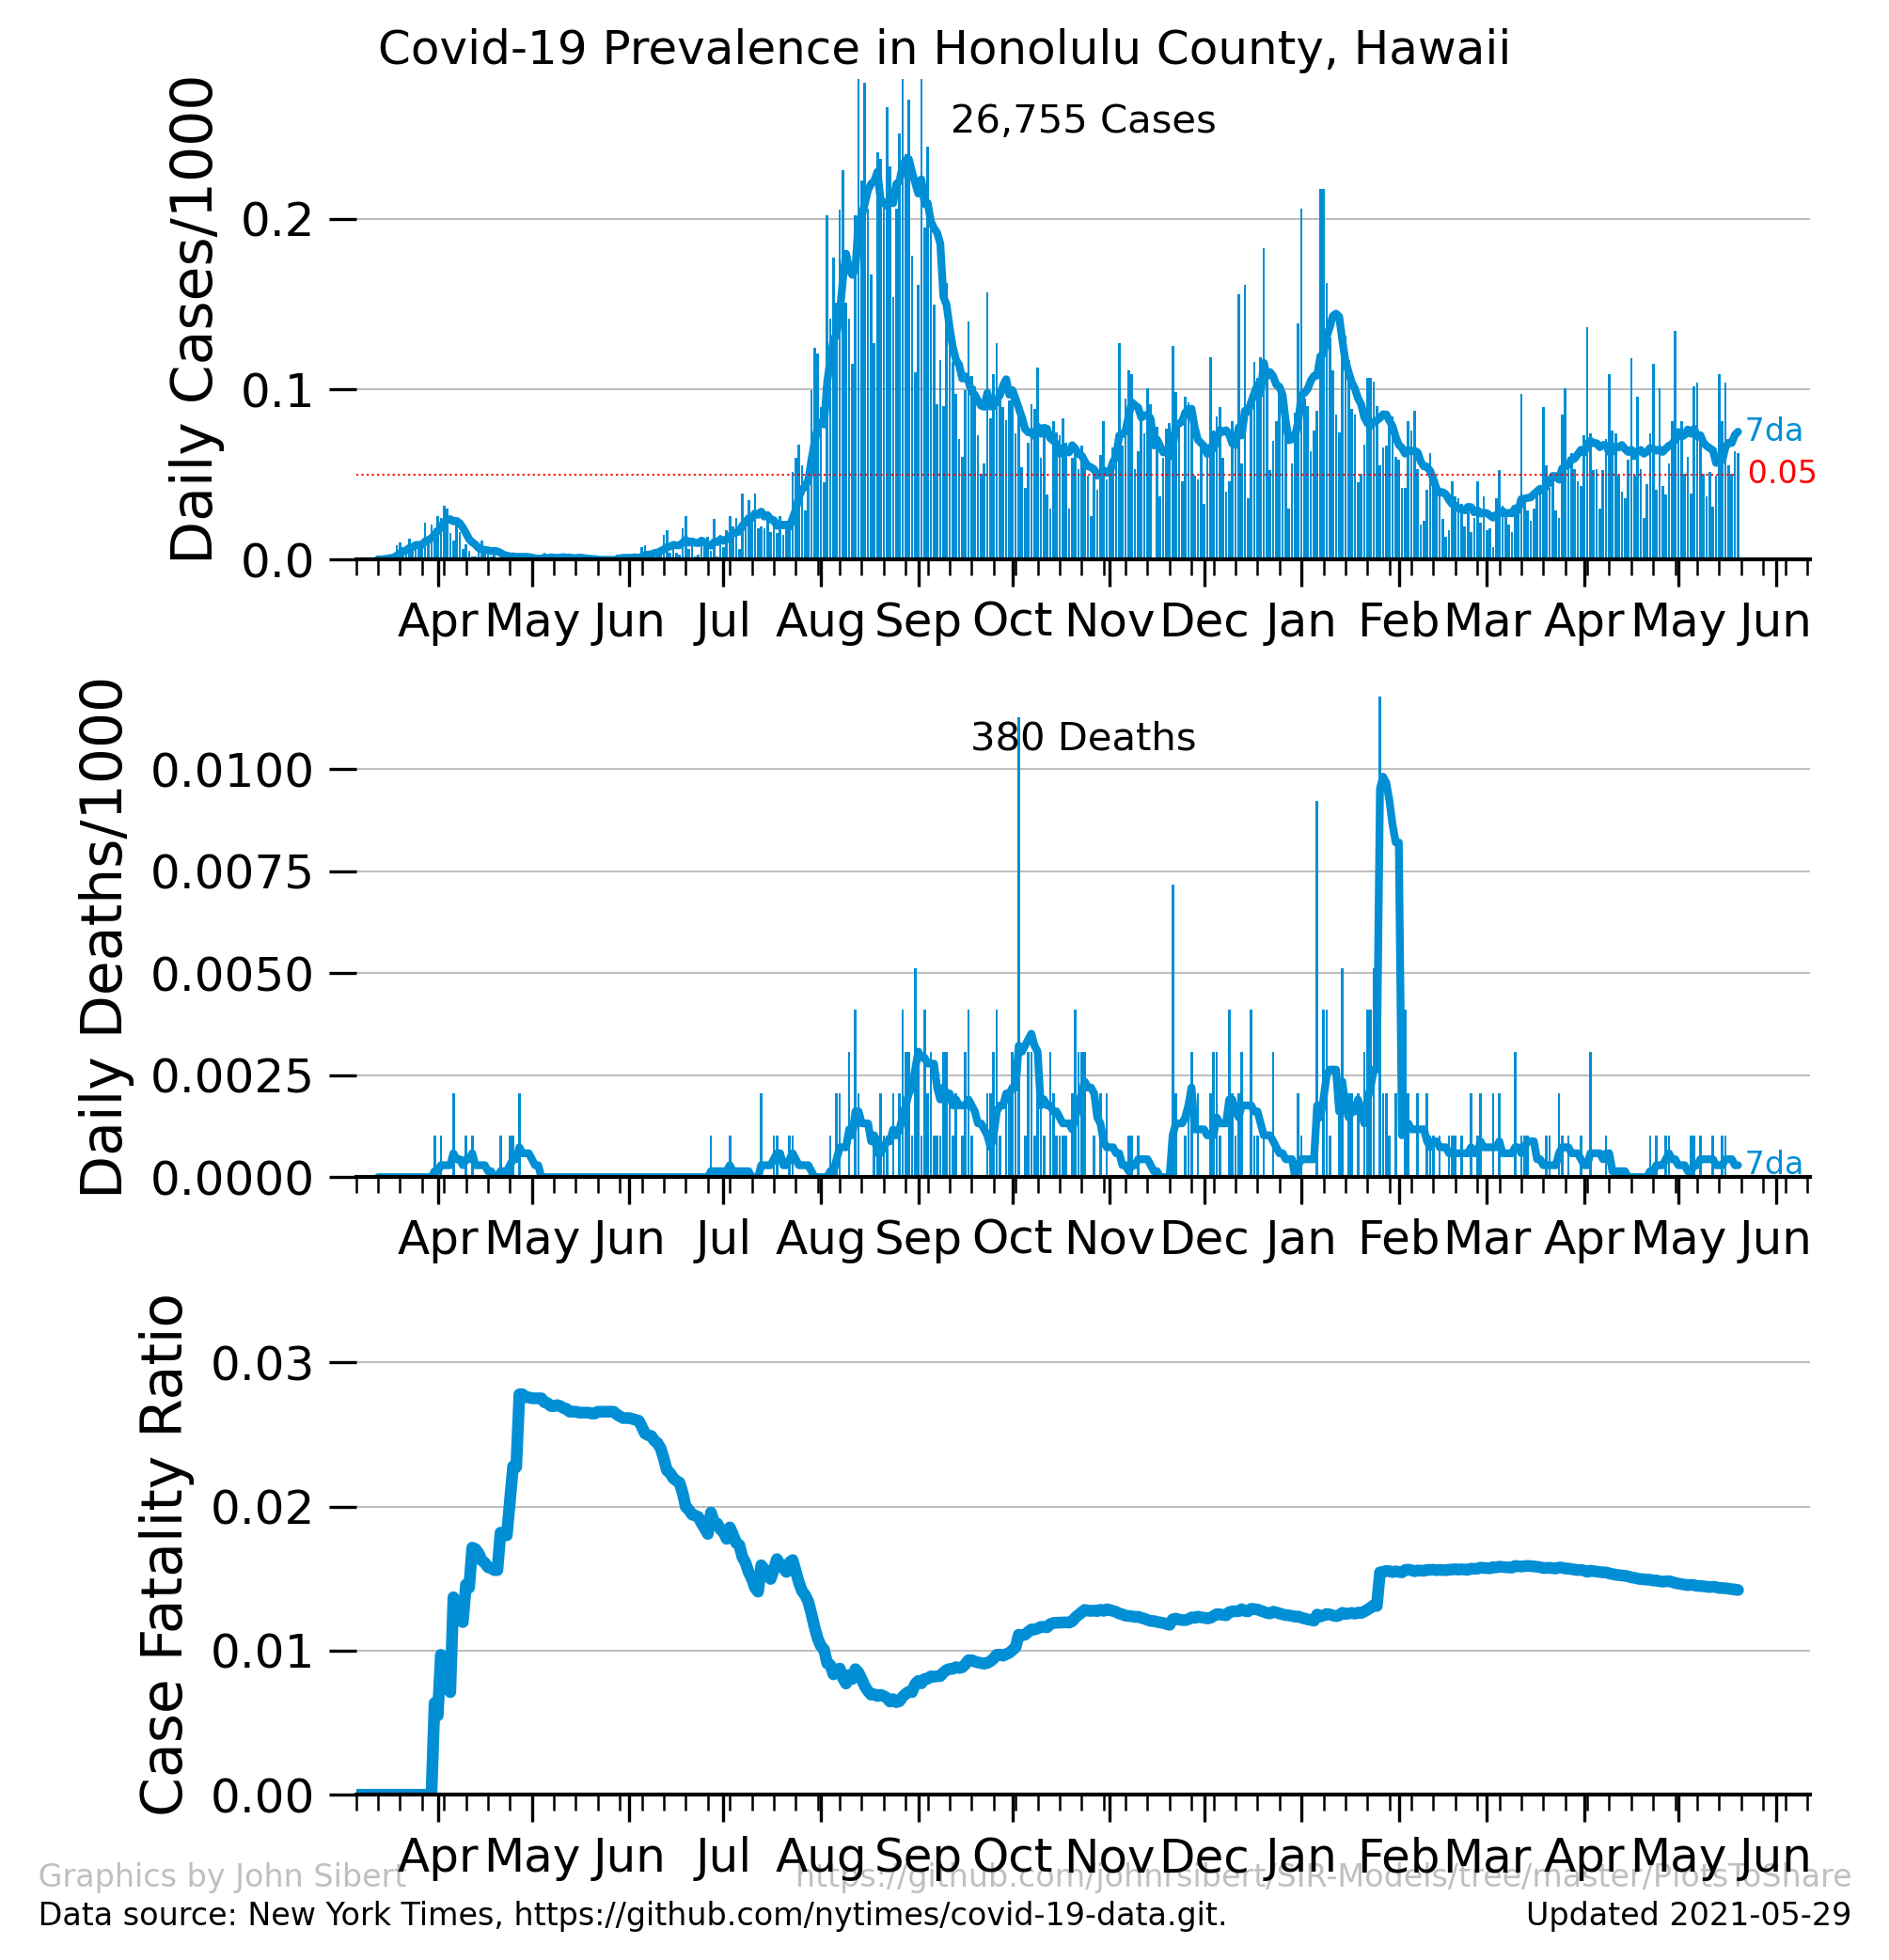 Covid-19 Prevalence in Honolulu County, Hawaii
Daily Cases/1000
26,755 Cases
0.2
0.1
0.0
7da
0.05
Apr May Jun Jul Aug Sep Oct Nov Dec Jan Feb Mar Apr May Jun
Daily Deaths/1000
380 Deaths
0.0100
0.0075
0.0050
0.0025
0.0000
7da
Apr May Jun Jul Aug Sep Oct Nov Dec Jan Feb Mar Apr May Jun
Case Fatality Ratio
0.03
0.02
0.01
0.00
Apr May Jun Jul Aug Sep Oct Nov Dec Jan Feb Mar Apr May Jun
Graphics by John Sibert
https://github.com/johnrsibert/SIR-Models/tree/master/PlotsToShare
Data source: New York Times, https://github.com/nytimes/covid-19-data.git.
Updated 2021-05-29